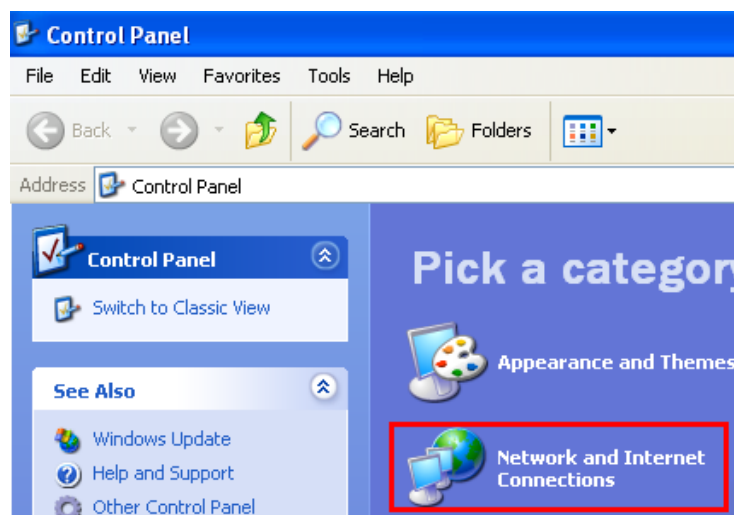 Control Panel
File Edit View Favorites Tools Help
Back Search Folders
Address Control Panel
Control Panel
Switch to Classic View
See Also
Windows Update
Help and Support
Other Control Panel
Pick a category
Appearance and Themes
Network and Internet
Connections